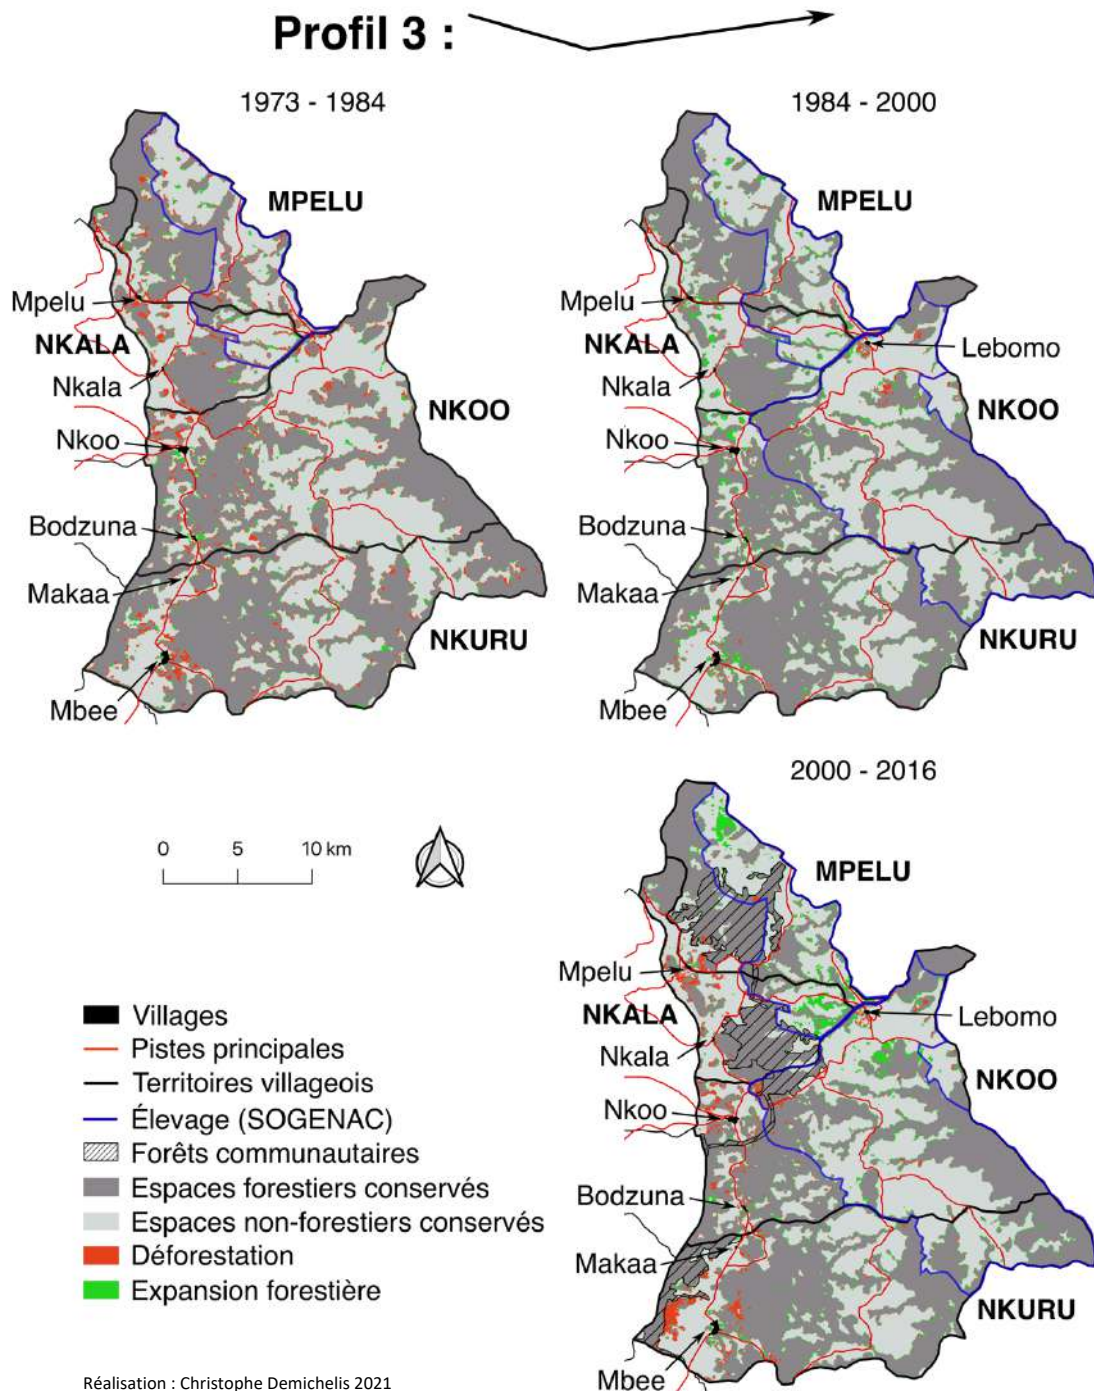 Profil 3 :
1973 - 1984
MPELU
Mpelu
NKALA
Nkala
NKOO
Nkoo
Bodzuna
Makaa
NKURU
Mbee
1984 - 2000
MPELU
Mpelu
Lebomo
NKALA
Nkala
NKOO
Nkoo
Bodzuna
Makaa
NKURU
Mbee
2000 - 2016
MPELU
Mpelu
NKALA
Lebomo
Nkala
NKOO
Nkoo
Bodzuna
Makaa
NKURU
Mbee
0 5 10 km
Villages
Pistes principales
Territoires villageois
Élevage (SOGENAC)
Forêts communautaires
Espaces forestiers conservés
Espaces non-forestiers conservés
Déforestation
Expansion forestière
Réalisation : Christophe Demichelis 2021